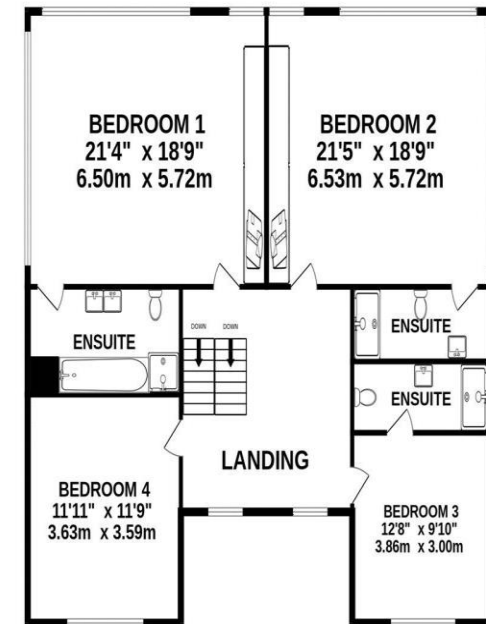 BEDROOM 1
21'4" x 18'9"
6.50m x 5.72m
BEDROOM 2
21'5" x 18'9"
6.53m x 5.72m
ENSUITE
DOWN DOWN
ENSUITE
ENSUITE
LANDING
BEDROOM 4
11'11" x 11'9"
3.63m x 3.59m
BEDROOM 3
12'8" x 9'10"
3.86m x 3.00m